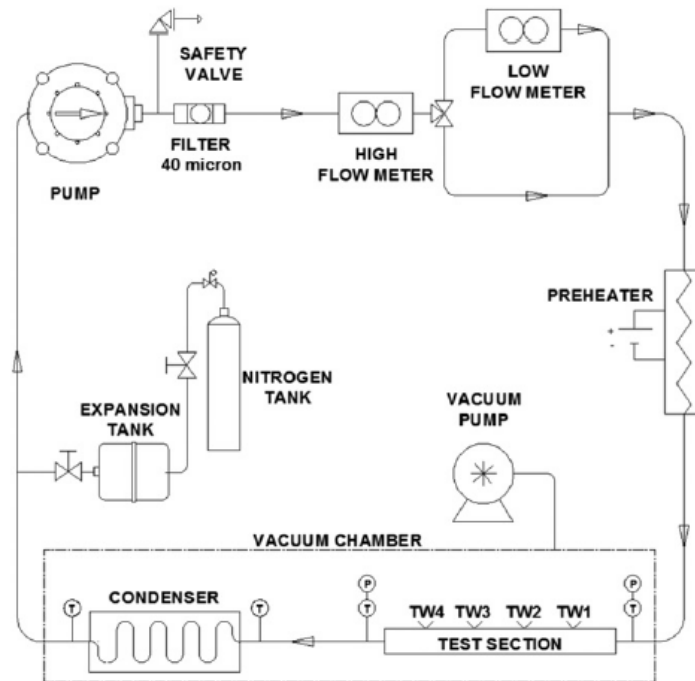 SAFETY
VALVE
LOW
FLOW METER
FILTER
40 micron
HIGH
FLOW METER
PUMP
PREHEATER
+
-
NITROGEN
TANK
EXPANSION
TANK
VACUUM
PUMP
VACUUM CHAMBER
CONDENSER
T
T
P
T
TW4 TW3 TW2 TW1
P
T
TEST SECTION